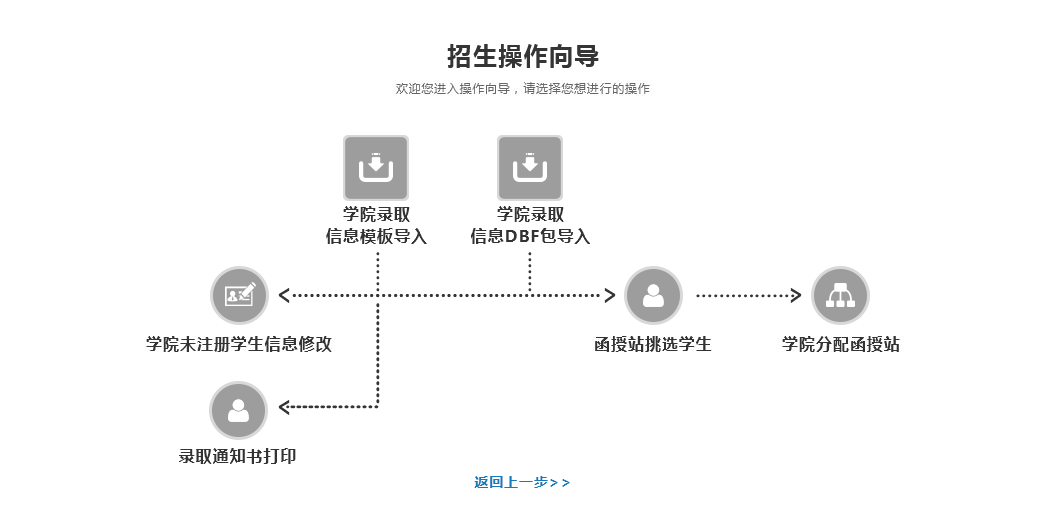 招生操作向导
欢迎您进入操作向导，请选择您想进行的操作
学院录取
信息模板导入
学院录取
信息DBF包导入
学院未注册学生信息修改
函授站挑选学生
学院分配函授站
录取通知书打印
返回上一步>>